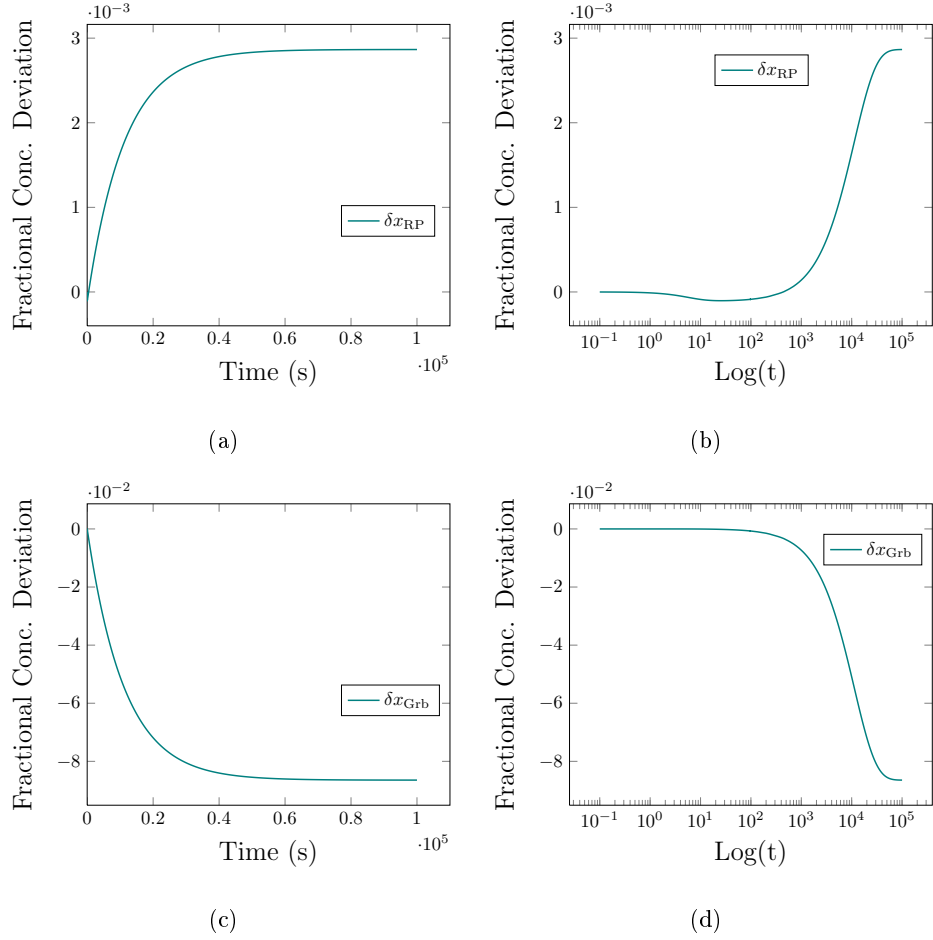 ·10⁻³
Fractional Conc. Deviation
3
2
1
0
δx_RP
0 0.2 0.4 0.6 0.8 1
·10⁵
Time (s)
(a)
Fractional Conc. Deviation
3
2
1
0
δx_RP
10⁻¹ 10⁰ 10¹ 10² 10³ 10⁴ 10⁵
Log(t)
(b)
·10⁻²
Fractional Conc. Deviation
0
−2
−4
−6
−8
δx_Grb
0 0.2 0.4 0.6 0.8 1
·10⁵
Time (s)
(c)
·10⁻²
Fractional Conc. Deviation
0
−2
−4
−6
−8
δx_Grb
10⁻¹ 10⁰ 10¹ 10² 10³ 10⁴ 10⁵
Log(t)
(d)
·10⁻³